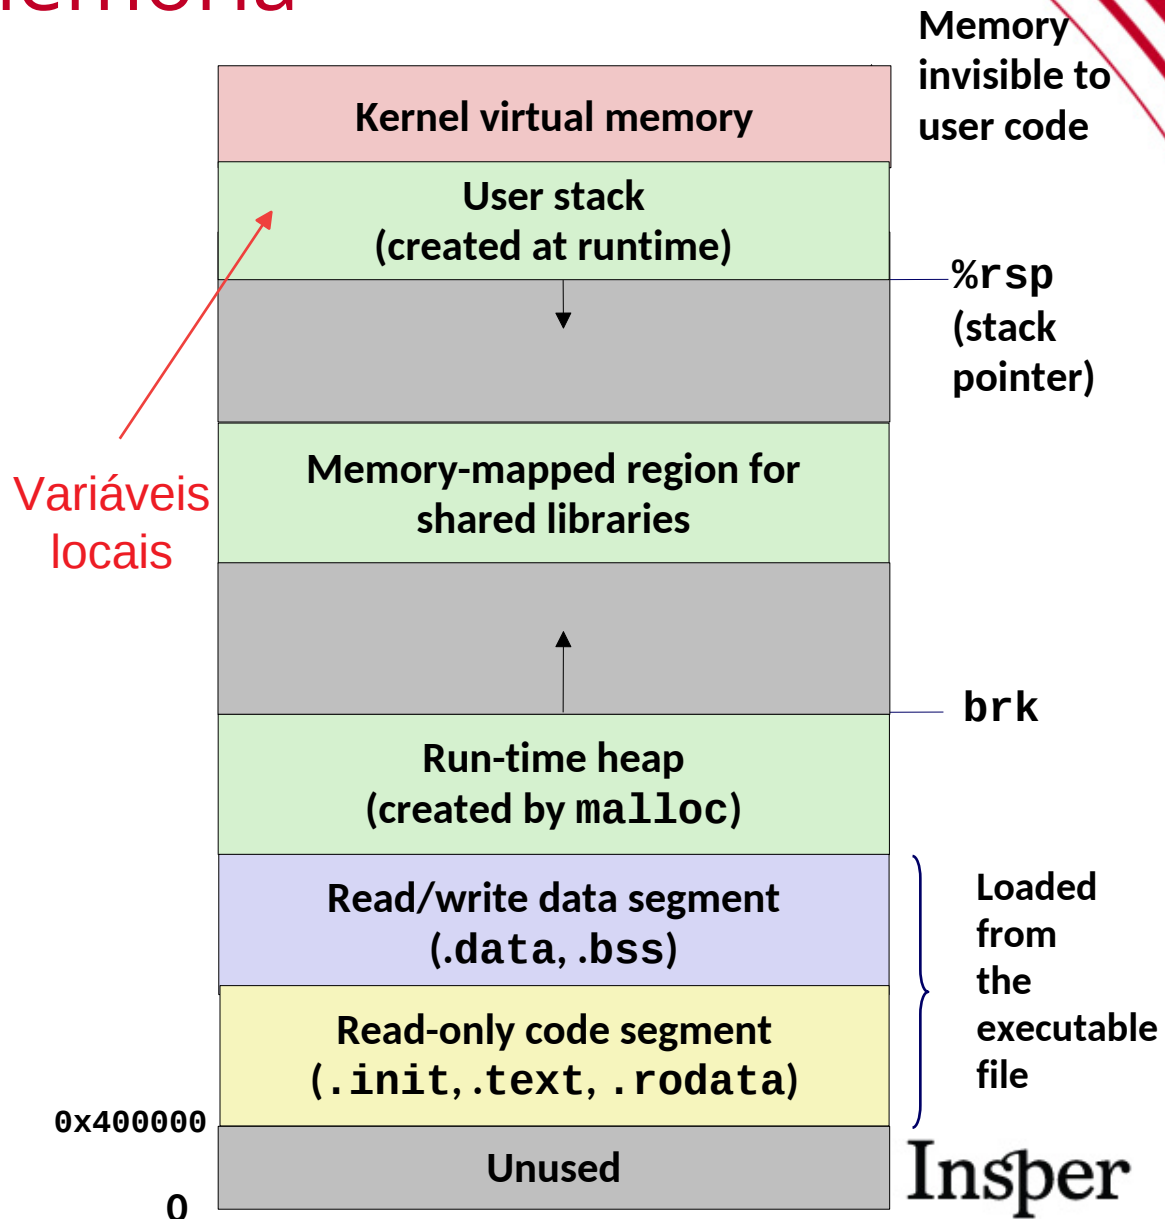 Memory
invisible to
user code
Kernel virtual memory
User stack
(created at runtime)
%rsp
(stack
pointer)
Variáveis
locais
Memory-mapped region for
shared libraries
brk
Run-time heap
(created by malloc)
Read/write data segment
(.data, .bss)
Loaded
from
the
executable
file
Read-only code segment
(.init, .text, .rodata)
0x400000
Unused
0
Insper